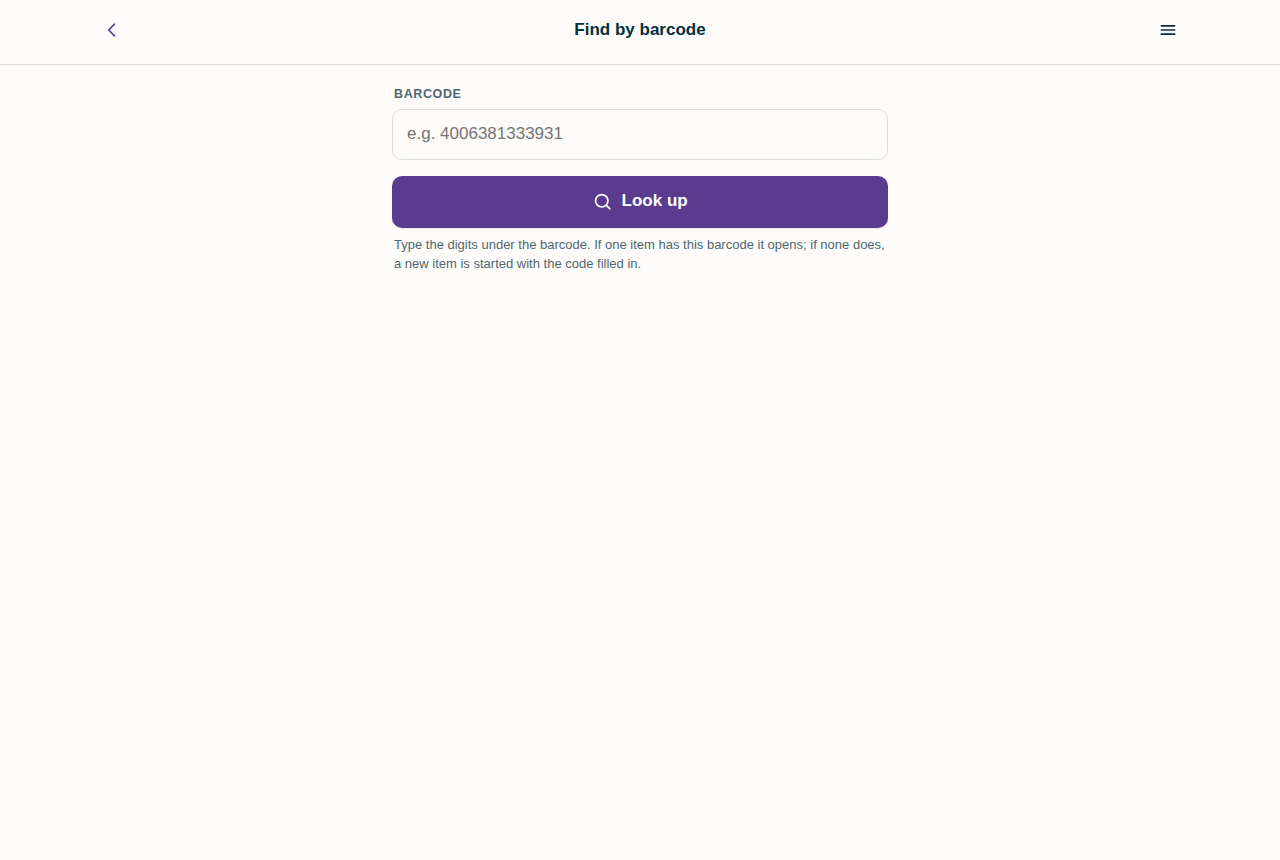 Find by barcode
BARCODE
e.g. 4006381333931
Look up
Type the digits under the barcode. If one item has this barcode it opens; if none does,
a new item is started with the code filled in.